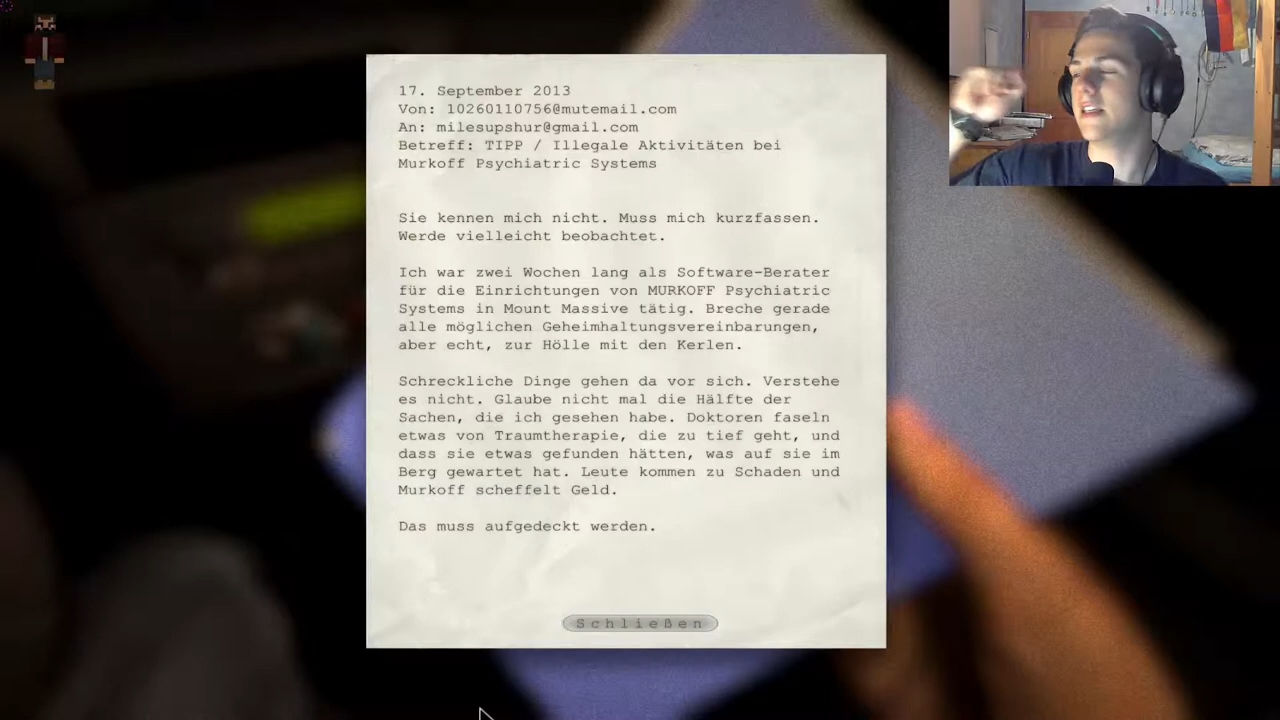 17. September 2013
Von: 10260110756@mutemail.com
An: milesupshur@gmail.com
Betreff: TIPP / Illegale Aktivitäten bei
Murkoff Psychiatric Systems
Sie kennen mich nicht. Muss mich kurzfassen.
Werde vielleicht beobachtet.
Ich war zwei Wochen lang als Software-Berater
für die Einrichtungen von MURKOFF Psychiatric
Systems in Mount Massive tätig. Breche gerade
alle möglichen Geheimhaltungsvereinbarungen,
aber echt, zur Hölle mit den Kerlen.
Schreckliche Dinge gehen da vor sich. Verstehe
es nicht. Glaube nicht mal die Hälfte der
Sachen, die ich gesehen habe. Doktoren faseln
etwas von Traumtherapie, die zu tief geht, und
dass sie etwas gefunden hätten, was auf sie im
Berg gewartet hat. Leute kommen zu Schaden und
Murkoff scheffelt Geld.
Das muss aufgedeckt werden.
Schließen